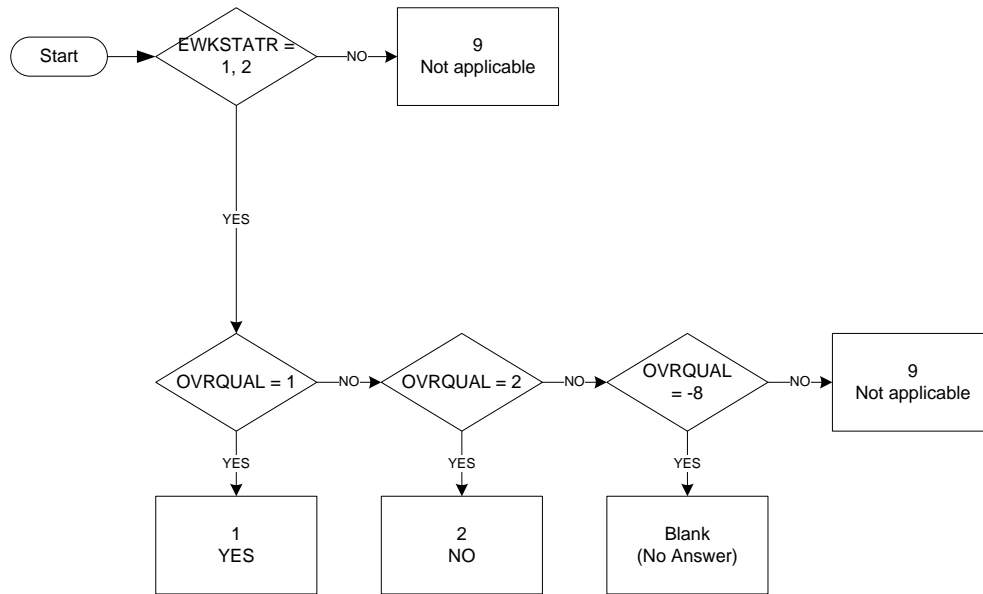 Start
EWKSTATR =
1, 2
NO
9
Not applicable
YES
OVRQUAL = 1
NO
OVRQUAL = 2
NO
OVRQUAL
= -8
NO
9
Not applicable
YES
YES
YES
1
YES
2
NO
Blank
(No Answer)